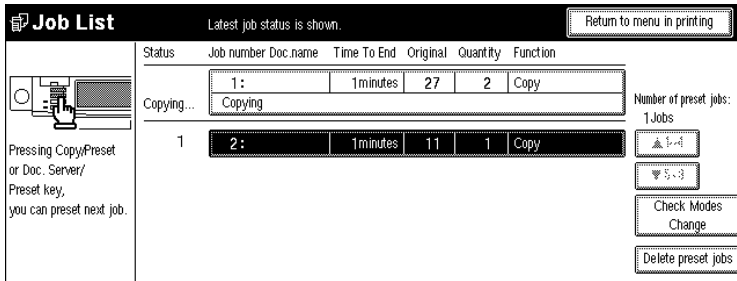 Job List
Latest job status is shown.
Return to menu in printing
Status Job number Doc.name Time To End Original Quantity Function
1: 1minutes 27 2 Copy
Copying... Copying
1 2: 1minutes 11 1 Copy
Number of preset jobs:
1Jobs
Pressing Copy/Preset
or Doc. Server/
Preset key,
you can preset next job.
Check Modes
Change
Delete preset jobs